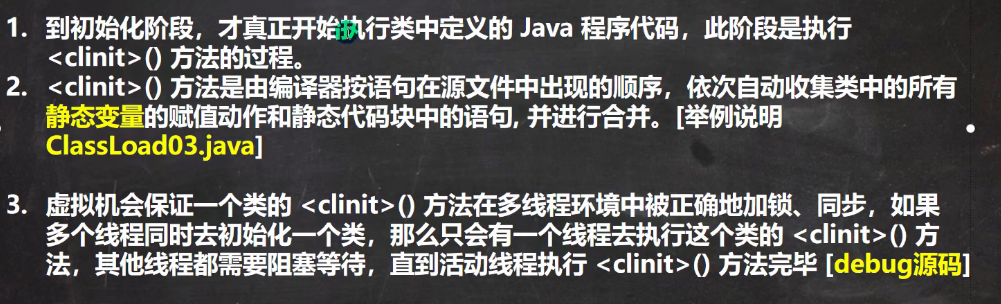 1. 到初始化阶段，才真正开始执行类中定义的 Java 程序代码，此阶段是执行
<clinit>() 方法的过程。
2. <clinit>() 方法是由编译器按语句在源文件中出现的顺序，依次自动收集类中的所有
静态变量的赋值动作和静态代码块中的语句, 并进行合并。[举例说明
ClassLoad03.java]
3. 虚拟机会保证一个类的 <clinit>() 方法在多线程环境中被正确地加锁、同步，如果
多个线程同时去初始化一个类，那么只会有一个线程去执行这个类的 <clinit>() 方
法，其他线程都需要阻塞等待，直到活动线程执行 <clinit>() 方法完毕 [debug源码]